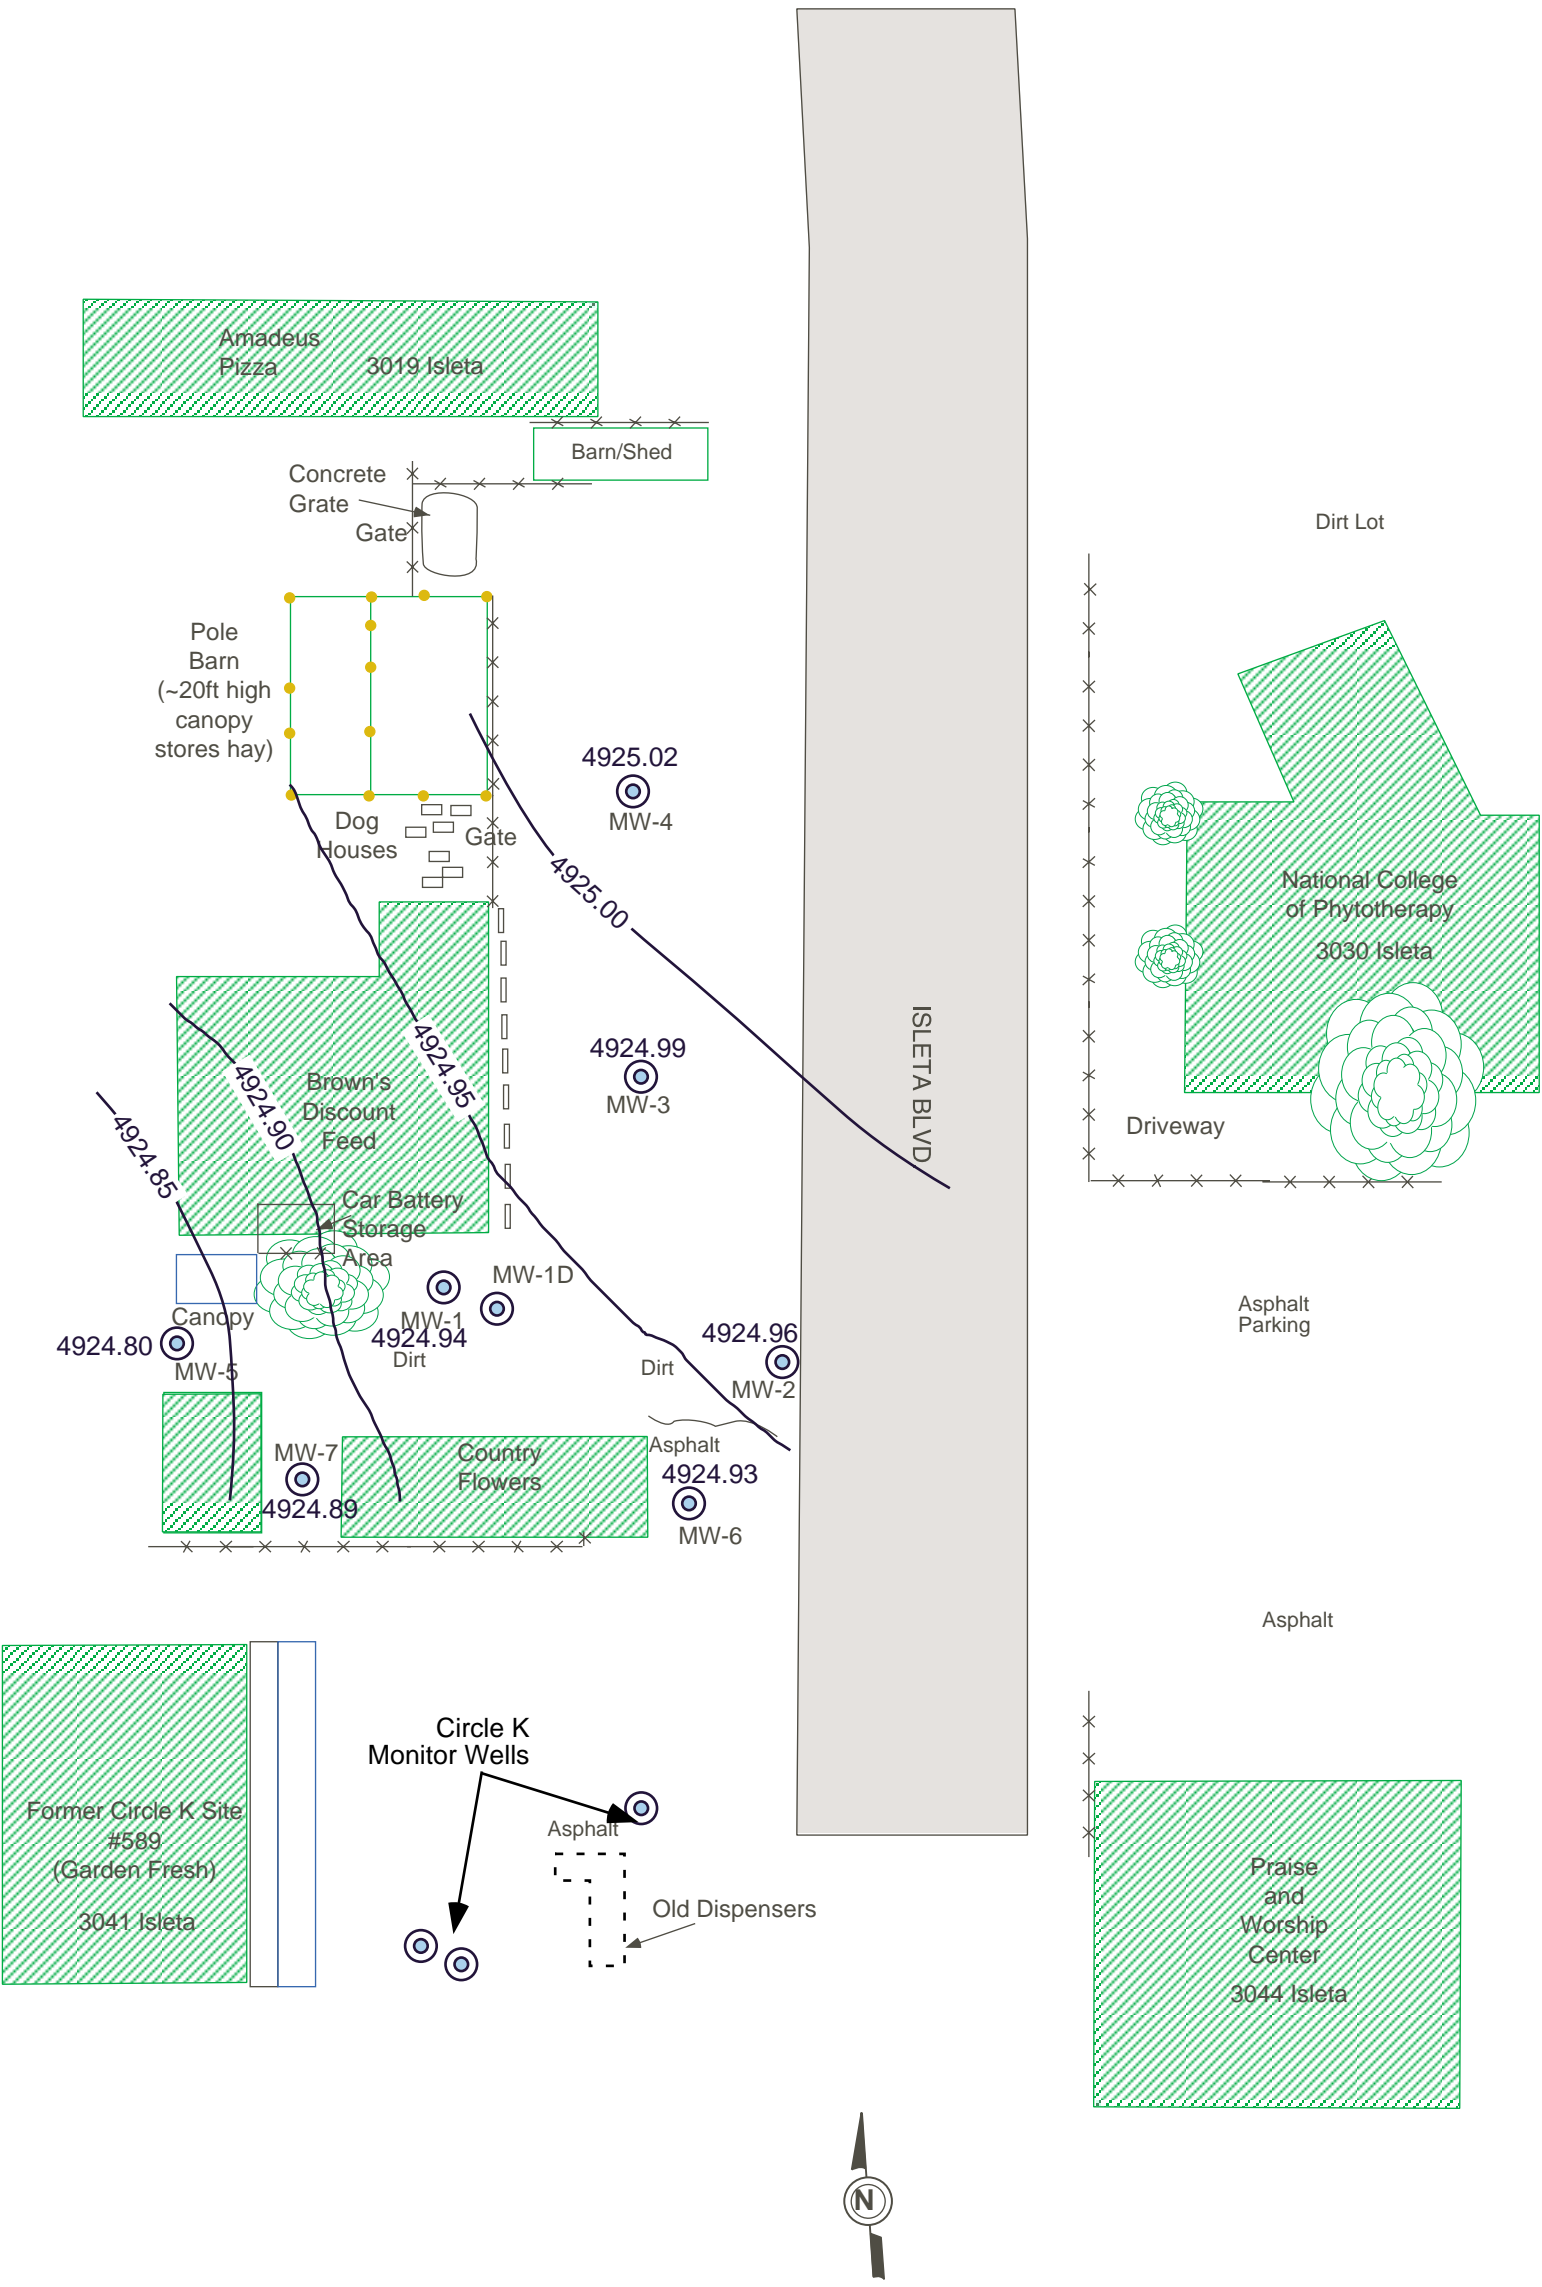 Amadeus
Pizza
3019 Isleta
Barn/Shed
Concrete
Grate
Gate
Dirt Lot
Pole
Barn
(~20ft high
canopy
stores hay)
4925.02
MW-4
Dog
Houses
Gate
4925.00
National College
of Phytotherapy
3030 Isleta
4924.95
4924.99
MW-3
ISLETA BLVD
4924.90
Brown's
Discount
Feed
Driveway
4924.85
Car Battery
Storage
Area
MW-1D
Canopy
MW-1
4924.94
Dirt
4924.80
MW-5
Dirt
4924.96
MW-2
Asphalt
Parking
MW-7
4924.89
Country
Flowers
Asphalt
4924.93
MW-6
Asphalt
Circle K
Monitor Wells
Former Circle K Site
#589
(Garden Fresh)
3041 Isleta
Asphalt
Old Dispensers
Praise
and
Worship
Center
3044 Isleta
N